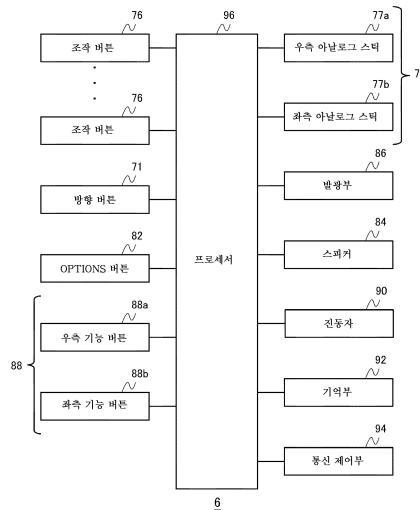 76
조작 버튼
76
조작 버튼
71
방향 버튼
82
OPTIONS 버튼
88
88a
우측 기능 버튼
88b
좌측 기능 버튼
96
프로세서
77a
우측 아날로그 스틱
77b
좌측 아날로그 스틱
86
발광부
84
스피커
90
진동자
92
기억부
94
통신 제어부
6